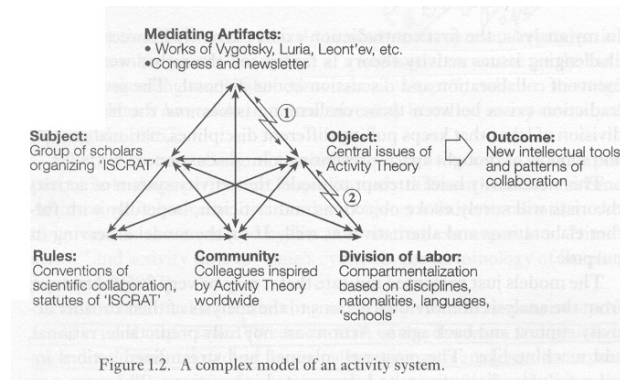 Mediating Artifacts:
• Works of Vygotsky, Luria, Leont'ev, etc.
•Congress and newsletter
1
Subject:
Group of scholars
organizing 'ISCRAT'
Object:
Central issues of
Activity Theory
Outcome:
New intellectual tools
and patterns of
collaboration
2
Rules:
Conventions of
scientific collaboration,
statutes of 'ISCRAT'
Community:
Colleagues inspired
by Activity Theory
worldwide
Division of Labor:
Compartmentalization
based on disciplines,
nationalities, languages,
'schools'
Figure 1.2. A complex model of an activity system.